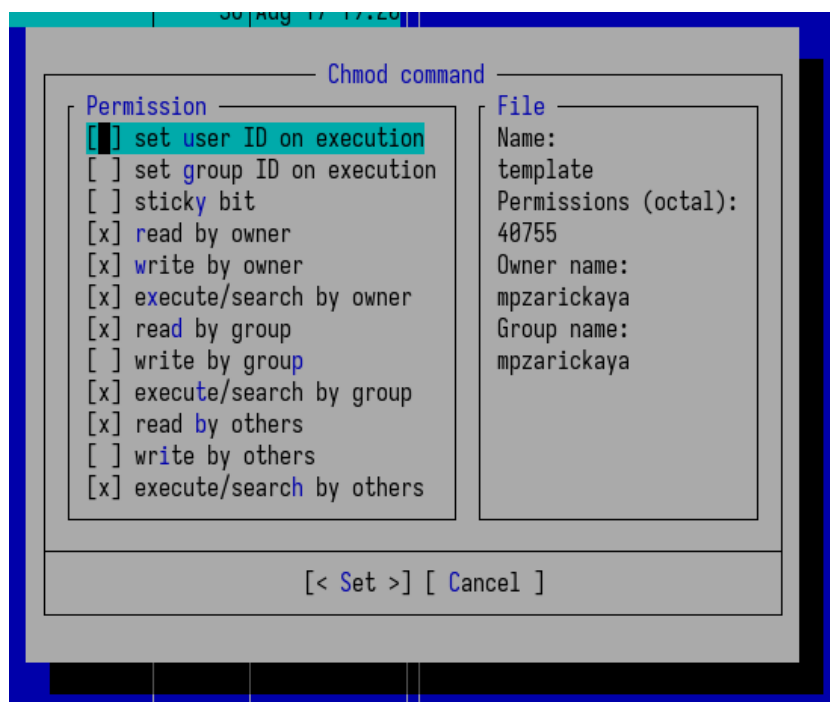 Chmod command
Permission
[ ] set user ID on execution
[ ] set group ID on execution
[ ] sticky bit
[x] read by owner
[x] write by owner
[x] execute/search by owner
[x] read by group
[ ] write by group
[x] execute/search by group
[x] read by others
[ ] write by others
[x] execute/search by others
File
Name:
template
Permissions (octal):
40755
Owner name:
mpzarickaya
Group name:
mpzarickaya
[< Set >] [ Cancel ]